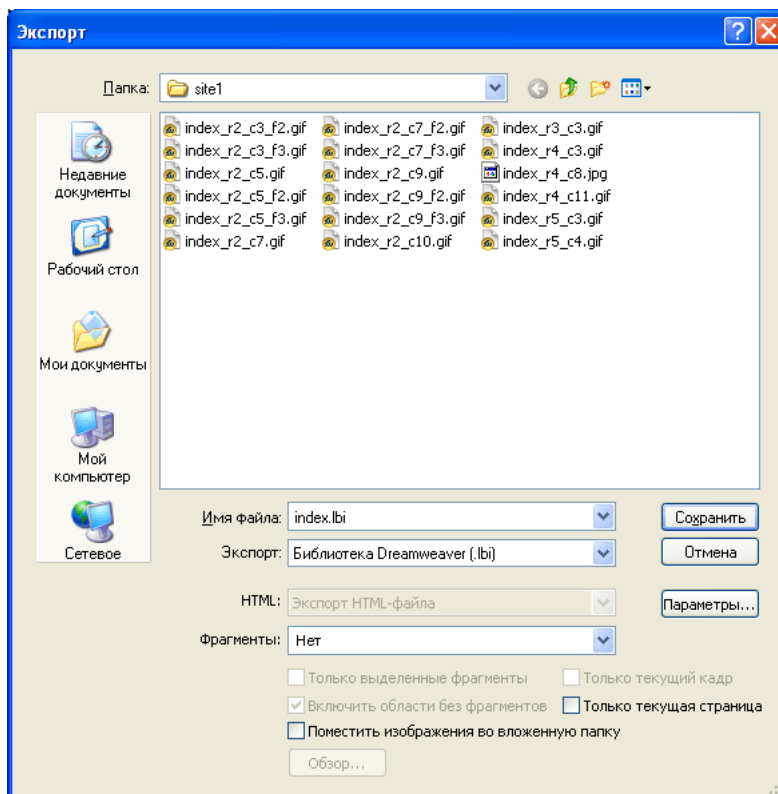 Экспорт
Папка: site1
Недавние документы
Рабочий стол
Мои документы
Мой компьютер
Сетевое
index_r2_c3_f2.gif
index_r2_c3_f3.gif
index_r2_c5.gif
index_r2_c5_f2.gif
index_r2_c5_f3.gif
index_r2_c7.gif
index_r2_c7_f2.gif
index_r2_c7_f3.gif
index_r2_c9.gif
index_r2_c9_f2.gif
index_r2_c9_f3.gif
index_r2_c10.gif
index_r3_c3.gif
index_r4_c3.gif
index_r4_c8.jpg
index_r4_c11.gif
index_r5_c3.gif
index_r5_c4.gif
Имя файла: index.lbi Сохранить
Экспорт: Библиотека Dreamweaver (.lbi) Отмена
HTML: Экспорт HTML-файла Параметры...
Фрагменты: Нет
Только выделенные фрагменты Только текущий кадр
Включить области без фрагментов Только текущая страница
Поместить изображения во вложенную папку
Обзор...